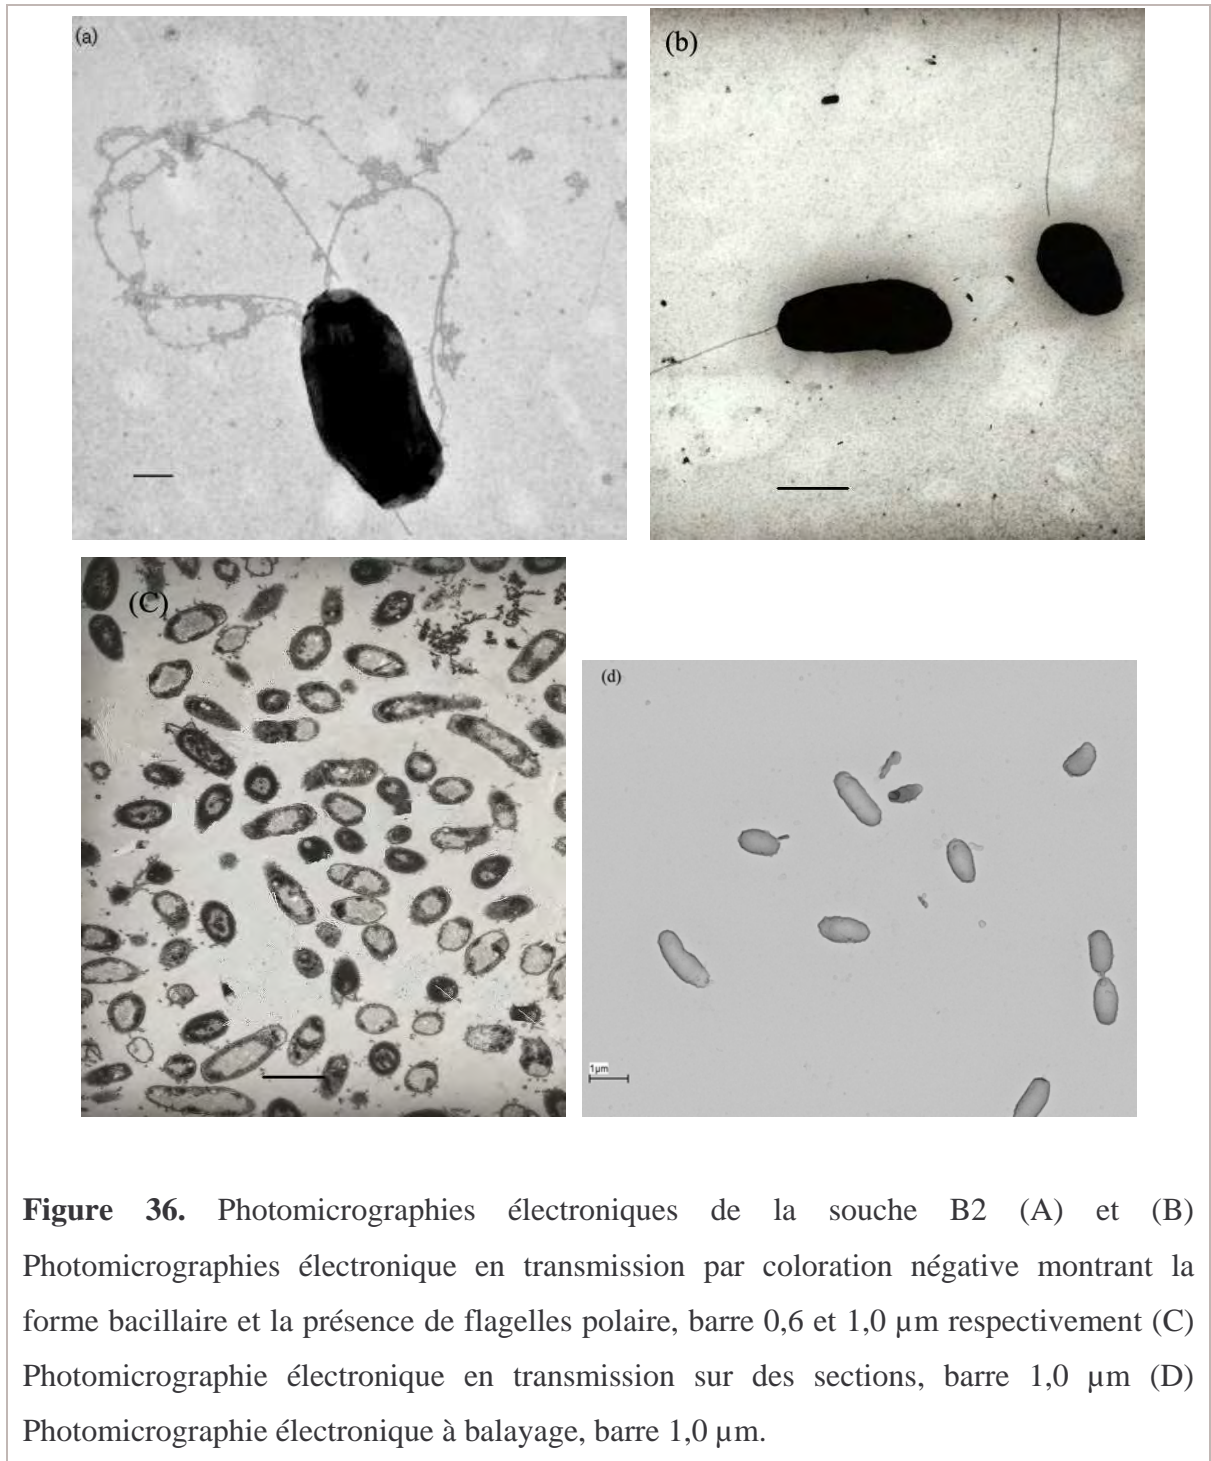 (a)
(b)
(C)
(d)
1µm
Figure 36. Photomicrographies électroniques de la souche B2 (A) et (B)
Photomicrographies électronique en transmission par coloration négative montrant la
forme bacillaire et la présence de flagelles polaire, barre 0,6 et 1,0 µm respectivement (C)
Photomicrographie électronique en transmission sur des sections, barre 1,0 µm (D)
Photomicrographie électronique à balayage, barre 1,0 µm.